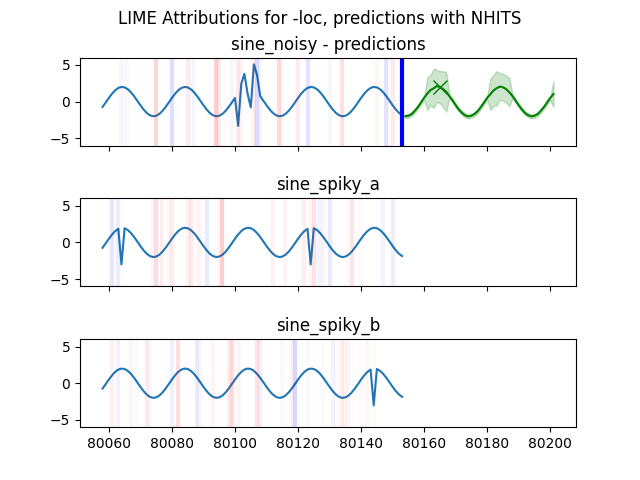 LIME Attributions for -loc, predictions with NHITS
sine_noisy - predictions
5
0
−5
sine_spiky_a
5
0
−5
sine_spiky_b
5
0
−5
80060 80080 80100 80120 80140 80160 80180 80200